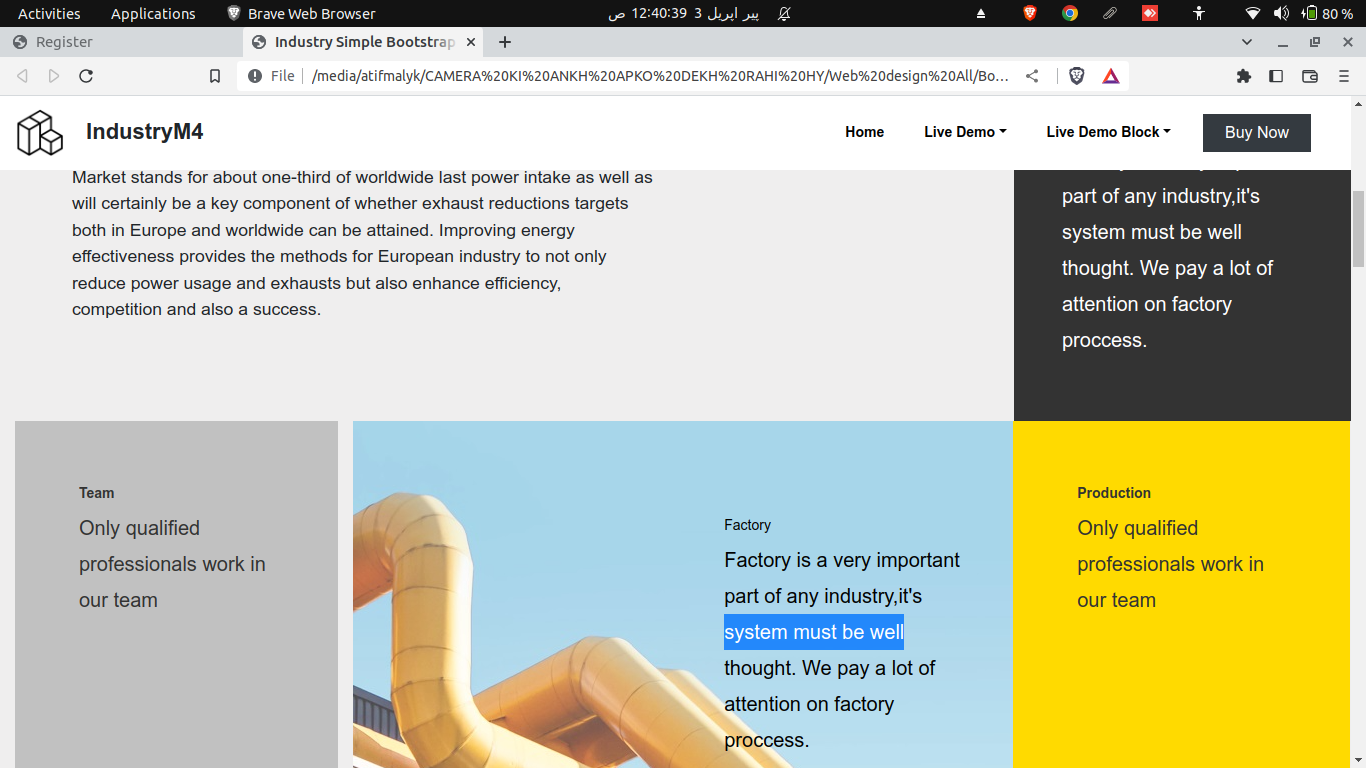 Activities Applications Brave Web Browser پیر اپریل 3 12:40:39 ص 80 %
Register Industry Simple Bootstrap
File /media/atifmalyk/CAMERA%20KI%20ANKH%20APKO%20DEKH%20RAHI%20HY/Web%20design%20All/Bo...
IndustryM4 Home Live Demo Live Demo Block Buy Now
Market stands for about one-third of worldwide last power intake as well as
will certainly be a key component of whether exhaust reductions targets
both in Europe and worldwide can be attained. Improving energy
effectiveness provides the methods for European industry to not only
reduce power usage and exhausts but also enhance efficiency,
competition and also a success.
part of any industry,it's
system must be well
thought. We pay a lot of
attention on factory
proccess.
Team
Only qualified
professionals work in
our team
Factory
Factory is a very important
part of any industry,it's
system must be well
thought. We pay a lot of
attention on factory
proccess.
Production
Only qualified
professionals work in
our team